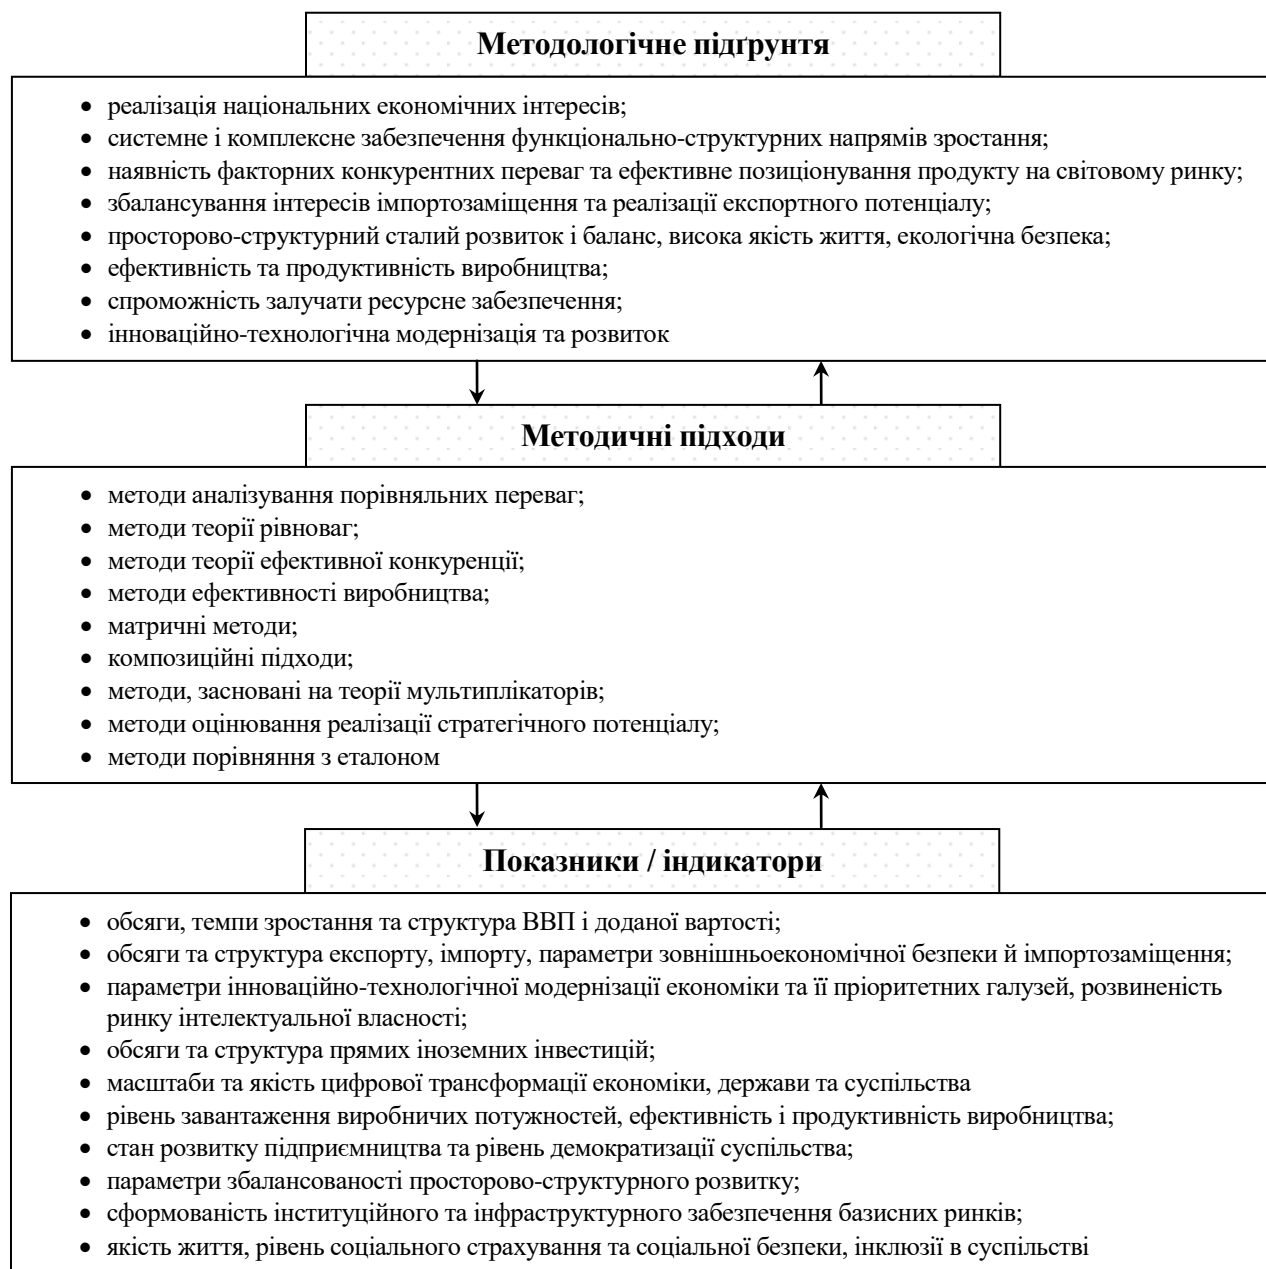 Методологічне підґрунтя
• реалізація національних економічних інтересів;
• системне і комплексне забезпечення функціонально-структурних напрямів зростання;
• наявність факторних конкурентних переваг та ефективне позиціонування продукту на світовому ринку;
• збалансування інтересів імпортозаміщення та реалізації експортного потенціалу;
• просторово-структурний сталий розвиток і баланс, висока якість життя, екологічна безпека;
• ефективність та продуктивність виробництва;
• спроможність залучати ресурсне забезпечення;
• інноваційно-технологічна модернізація та розвиток
Методичні підходи
• методи аналізування порівняльних переваг;
• методи теорії рівноваг;
• методи теорії ефективної конкуренції;
• методи ефективності виробництва;
• матричні методи;
• композиційні підходи;
• методи, засновані на теорії мультиплікаторів;
• методи оцінювання реалізації стратегічного потенціалу;
• методи порівняння з еталоном
Показники / індикатори
• обсяги, темпи зростання та структура ВВП і доданої вартості;
• обсяги та структура експорту, імпорту, параметри зовнішньоекономічної безпеки й імпортозаміщення;
• параметри інноваційно-технологічної модернізації економіки та її пріоритетних галузей, розвиненість
ринку інтелектуальної власності;
• обсяги та структура прямих іноземних інвестицій;
• масштаби та якість цифрової трансформації економіки, держави та суспільства
• рівень завантаження виробничих потужностей, ефективність і продуктивність виробництва;
• стан розвитку підприємництва та рівень демократизації суспільства;
• параметри збалансованості просторово-структурного розвитку;
• сформованість інституційного та інфраструктурного забезпечення базисних ринків;
• якість життя, рівень соціального страхування та соціальної безпеки, інклюзії в суспільстві